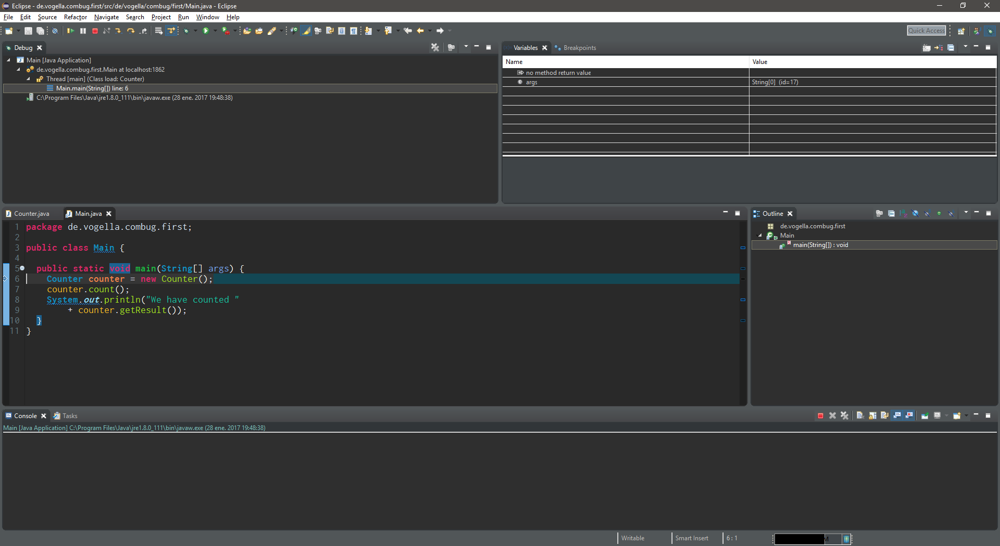 Eclipse - de.vogella.combug.first/src/de/vogella/combug/first/Main.java - Eclipse
File Edit Source Refactor Navigate Search Project Run Window Help
Quick Access
Debug
Main [Java Application]
de.vogella.combug.first.Main at localhost:1862
Thread [main] (Class load: Counter)
Main.main(String[]) line: 6
C:\Program Files\Java\jre1.8.0_111\bin\javaw.exe (28 ene. 2017 19:48:38)
Variables Breakpoints
Name Value
no method return value
args String[0] (id=17)
Counter.java Main.java
1 package de.vogella.combug.first;
2
3 public class Main {
4
5 public static void main(String[] args) {
6 Counter counter = new Counter();
7 counter.count();
8 System.out.println("We have counted "
9 + counter.getResult());
10 }
11 }
Outline
de.vogella.combug.first
Main
main(String[]) : void
Console Tasks
Main [Java Application] C:\Program Files\Java\jre1.8.0_111\bin\javaw.exe (28 ene. 2017 19:48:38)
Writable Smart Insert 6 : 1